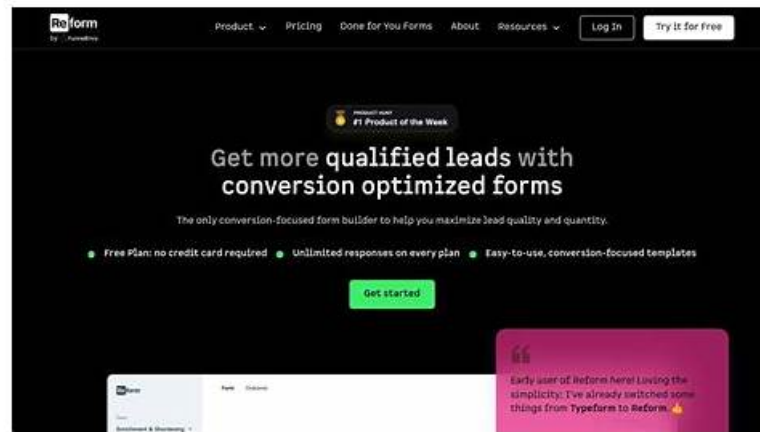 Reform
Product
Pricing
Done for You Forms
About
Resources
Log In
Try it for Free
PRODUCT HUNT
#1 Product of the Week
Get more qualified leads with
conversion optimized forms
The only conversion-focused form builder to help you maximize lead quality and quantity.
Free Plan: no credit card required
Unlimited responses on every plan
Easy-to-use, conversion-focused templates
Get started
Early user of Reform here! Loving the
simplicity; I've already switched some
things from Typeform to Reform. 👍
Reform
Form